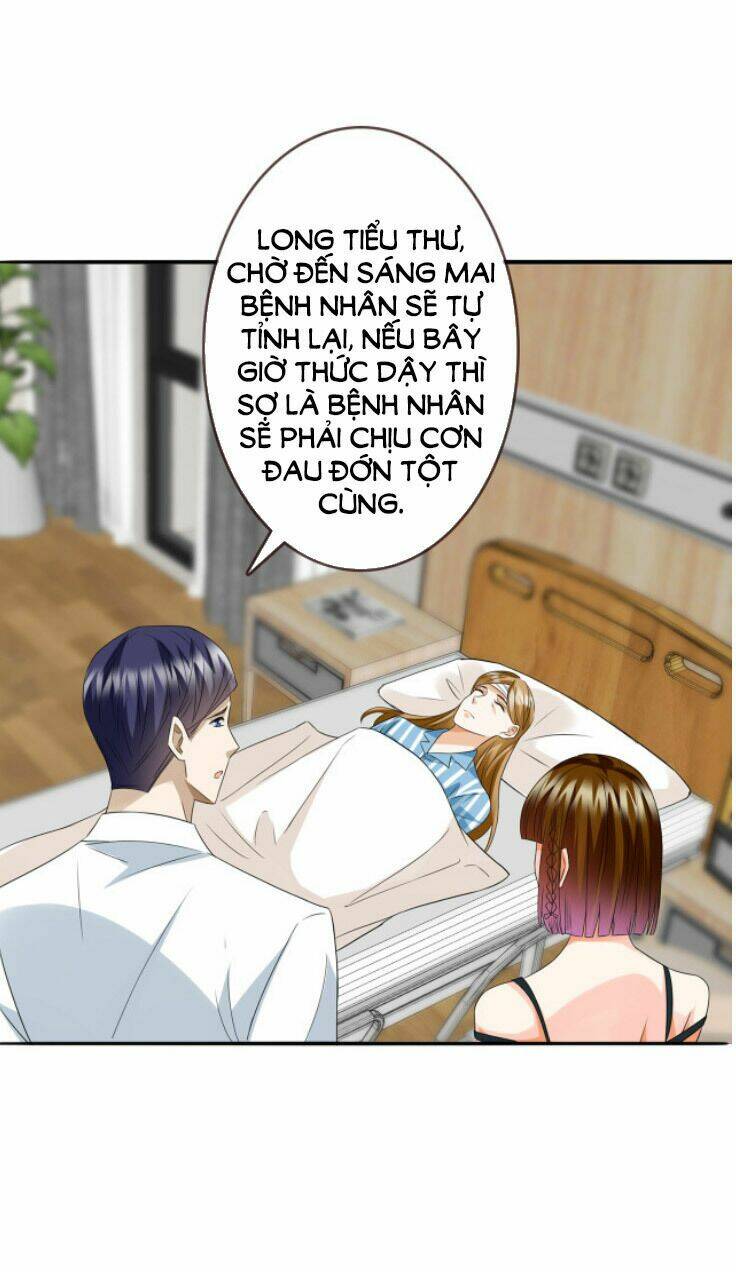 LONG TIỂU THƯ,
CHỜ ĐẾN SÁNG MAI
BỆNH NHÂN SẼ TỰ
TỈNH LẠI, NẾU BÂY
GIỜ THỨC DẬY THÌ
SỢ LÀ BỆNH NHÂN
SẼ PHẢI CHỊU CƠN
ĐAU ĐỚN TỘT
CÙNG.